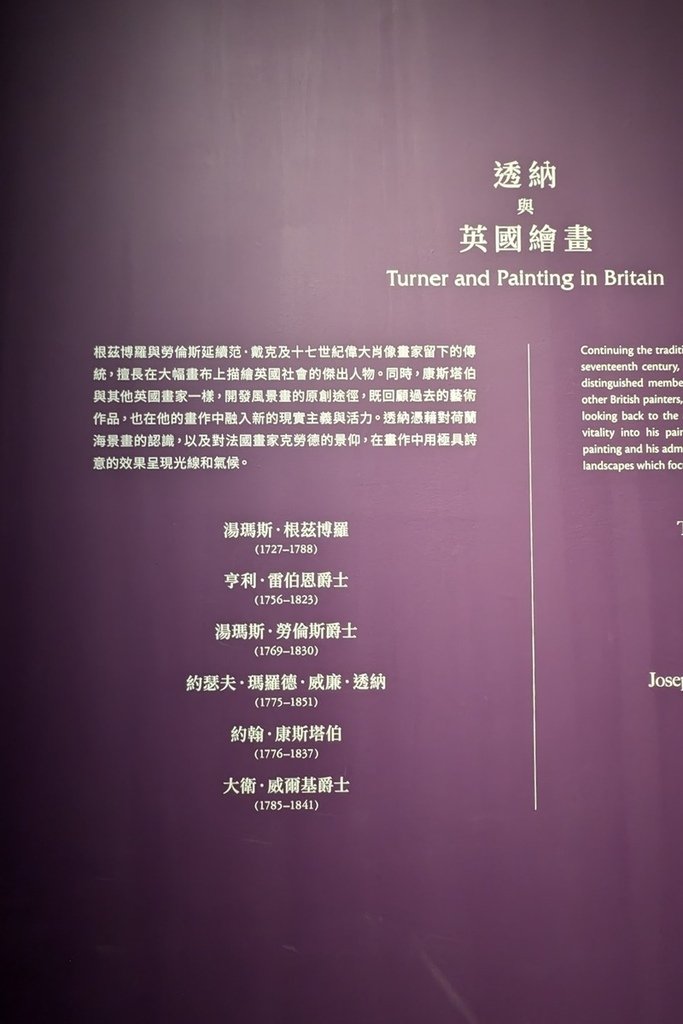 透納
與
英國繪畫
Turner and Painting in Britain
根茲博羅與勞倫斯延續范·戴克及十七世紀偉大肖像畫家留下的傳
統，擅長在大幅畫布上描繪英國社會的傑出人物。同時，康斯塔伯
與其他英國畫家一樣，開發風景畫的原創途徑，既回顧過去的藝術
作品，也在他的畫作中融入新的現實主義與活力。透納憑藉對荷蘭
海景畫的認識，以及對法國畫家克勞德的景仰，在畫作中用極具詩
意的效果呈現光線和氣候。
湯瑪斯·根茲博羅
(1727–1788)
亨利·雷伯恩爵士
(1756–1823)
湯瑪斯·勞倫斯爵士
(1769–1830)
約瑟夫·瑪羅德·威廉·透納
(1775–1851)
約翰·康斯塔伯
(1776–1837)
大衛·威爾基爵士
(1785–1841)
Continuing the traditi
seventeenth century,
distinguished membe
other British painters,
looking back to the
vitality into his pain
painting and his adm
landscapes which foc
T
Josep